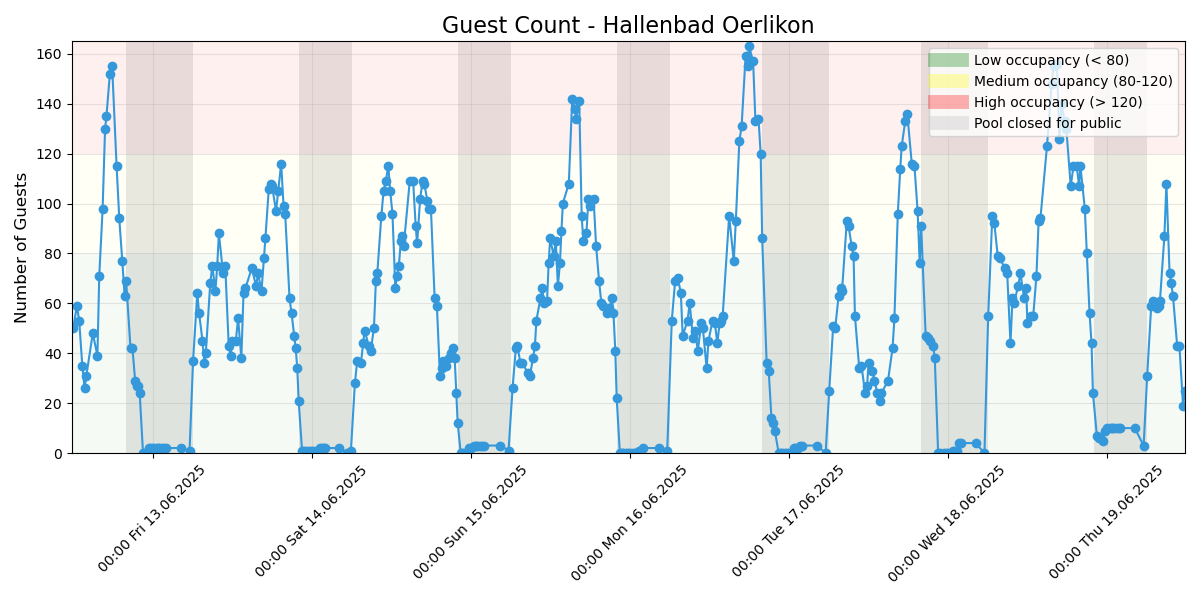 Guest Count - Hallenbad Oerlikon
Number of Guests
160
140
120
100
80
60
40
20
0
Low occupancy (< 80)
Medium occupancy (80-120)
High occupancy (> 120)
Pool closed for public
00:00 Fri 13.06.2025
00:00 Sat 14.06.2025
00:00 Sun 15.06.2025
00:00 Mon 16.06.2025
00:00 Tue 17.06.2025
00:00 Wed 18.06.2025
00:00 Thu 19.06.2025